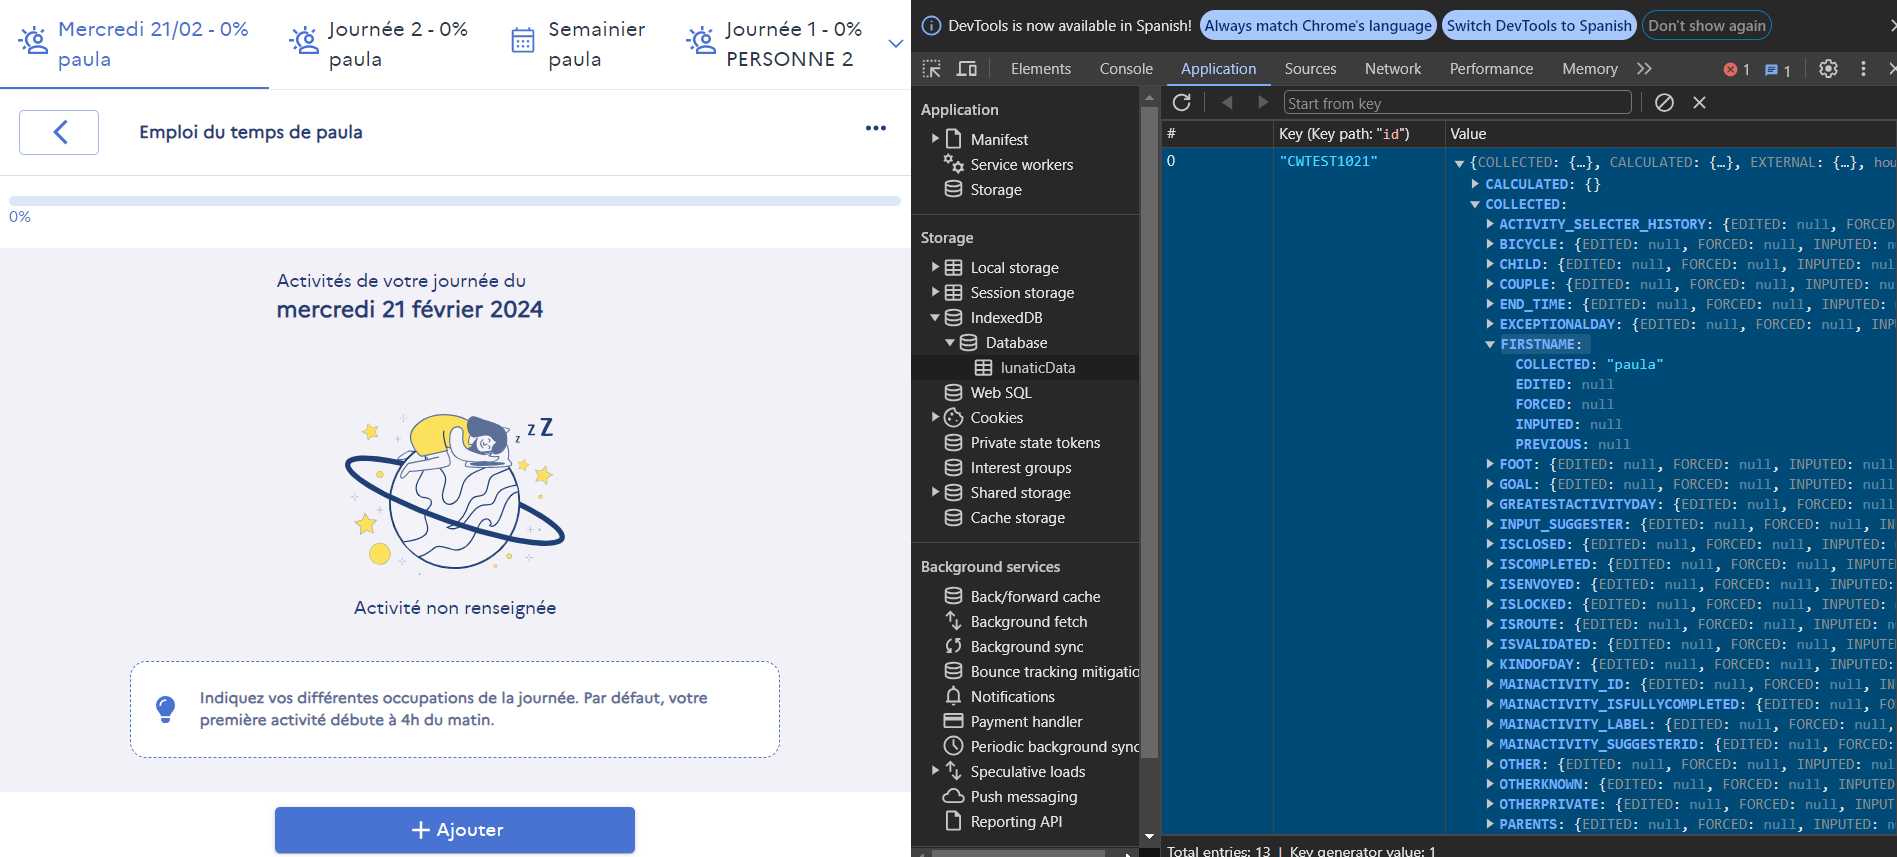 Mercredi 21/02 - 0%
paula
Journée 2 - 0%
paula
Semainier
paula
Journée 1 - 0%
PERSONNE 2
Emploi du temps de paula
0%
Activités de votre journée du
mercredi 21 février 2024
z z Z
Activité non renseignée
Indiquez vos différentes occupations de la journée. Par défaut, votre
première activité débute à 4h du matin.
+ Ajouter
DevTools is now available in Spanish! Always match Chrome's language Switch DevTools to Spanish Don't show again
Elements Console Application Sources Network Performance Memory 1 1
Application
Manifest
Service workers
Storage
Storage
Local storage
Session storage
IndexedDB
Database
lunaticData
Web SQL
Cookies
Private state tokens
Interest groups
Shared storage
Cache storage
Background services
Back/forward cache
Background fetch
Background sync
Bounce tracking mitigatio
Notifications
Payment handler
Periodic background sync
Speculative loads
Push messaging
Reporting API
Start from key
# Key (Key path: "id") Value
0 "CWTEST1021" {COLLECTED: {…}, CALCULATED: {…}, EXTERNAL: {…}, hou
CALCULATED: {}
COLLECTED:
ACTIVITY_SELECTER_HISTORY: {EDITED: null, FORCED
BICYCLE: {EDITED: null, FORCED: null, INPUTED: n
CHILD: {EDITED: null, FORCED: null, INPUTED: nul
COUPLE: {EDITED: null, FORCED: null, INPUTED: nu
END_TIME: {EDITED: null, FORCED: null, INPUTED:
EXCEPTIONALDAY: {EDITED: null, FORCED: null, INP
FIRSTNAME:
COLLECTED: "paula"
EDITED: null
FORCED: null
INPUTED: null
PREVIOUS: null
FOOT: {EDITED: null, FORCED: null, INPUTED: null
GOAL: {EDITED: null, FORCED: null, INPUTED: null
GREATESTACTIVITYDAY: {EDITED: null, FORCED: null
INPUT_SUGGESTER: {EDITED: null, FORCED: null, IN
ISCLOSED: {EDITED: null, FORCED: null, INPUTED:
ISCOMPLETED: {EDITED: null, FORCED: null, INPUTE
ISENVOYED: {EDITED: null, FORCED: null, INPUTED:
ISLOCKED: {EDITED: null, FORCED: null, INPUTED:
ISROUTE: {EDITED: null, FORCED: null, INPUTED: n
ISVALIDATED: {EDITED: null, FORCED: null, INPUTE
KINDOFDAY: {EDITED: null, FORCED: null, INPUTED:
MAINACTIVITY_ID: {EDITED: null, FORCED: null, IN
MAINACTIVITY_ISFULLYCOMPLETED: {EDITED: null, FO
MAINACTIVITY_LABEL: {EDITED: null, FORCED: null,
MAINACTIVITY_SUGGESTERID: {EDITED: null, FORCED:
OTHER: {EDITED: null, FORCED: null, INPUTED: nul
OTHERKNOWN: {EDITED: null, FORCED: null, INPUTED
OTHERPRIVATE: {EDITED: null, FORCED: null, INPUT
PARENTS: {EDITED: null, FORCED: null, INPUTED: n
Total entries: 13 | Key generator value: 1